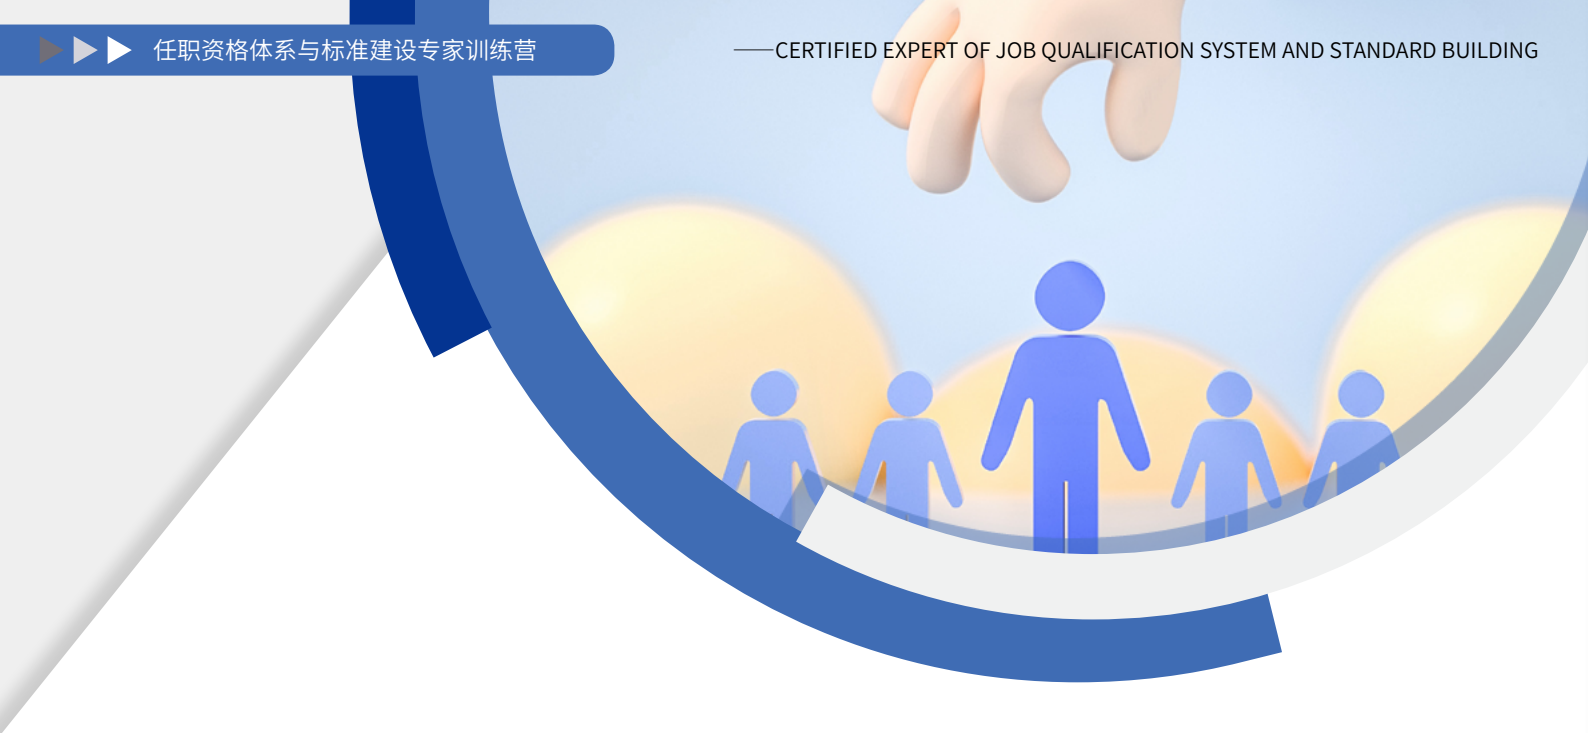 任职资格体系与标准建设专家训练营
——CERTIFIED EXPERT OF JOB QUALIFICATION SYSTEM AND STANDARD BUILDING